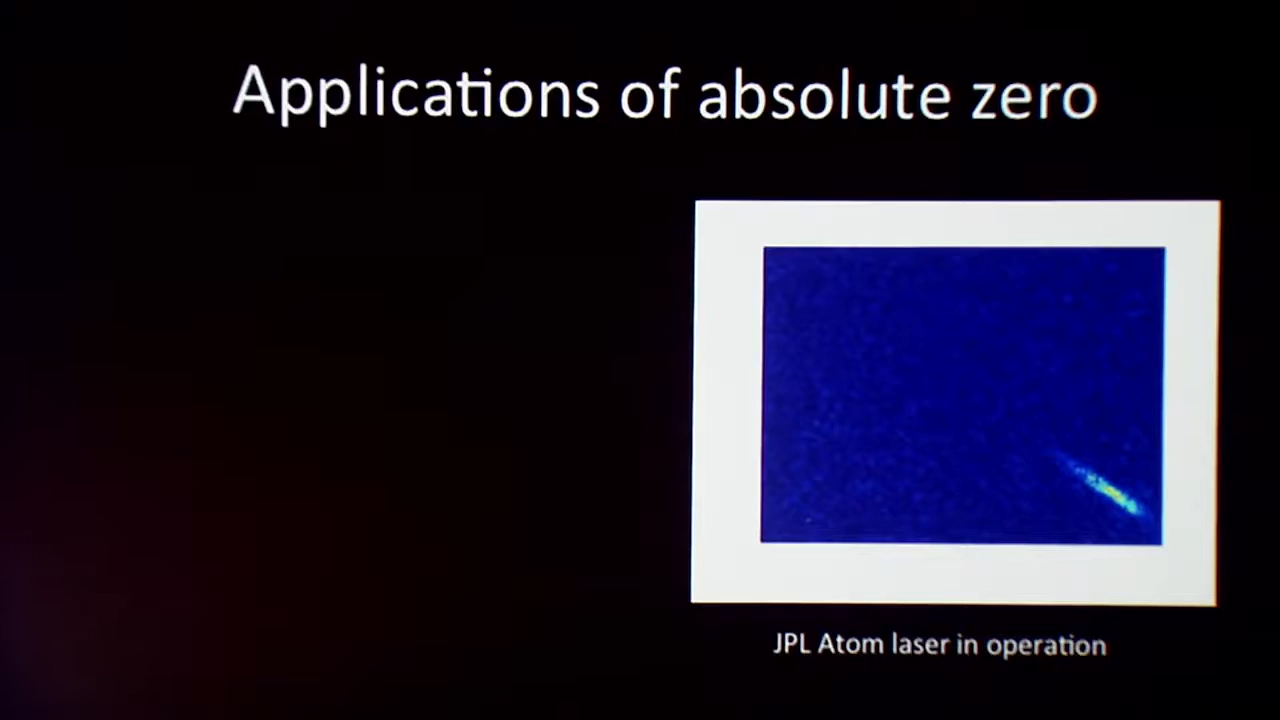 Applications of absolute zero
JPL Atom laser in operation